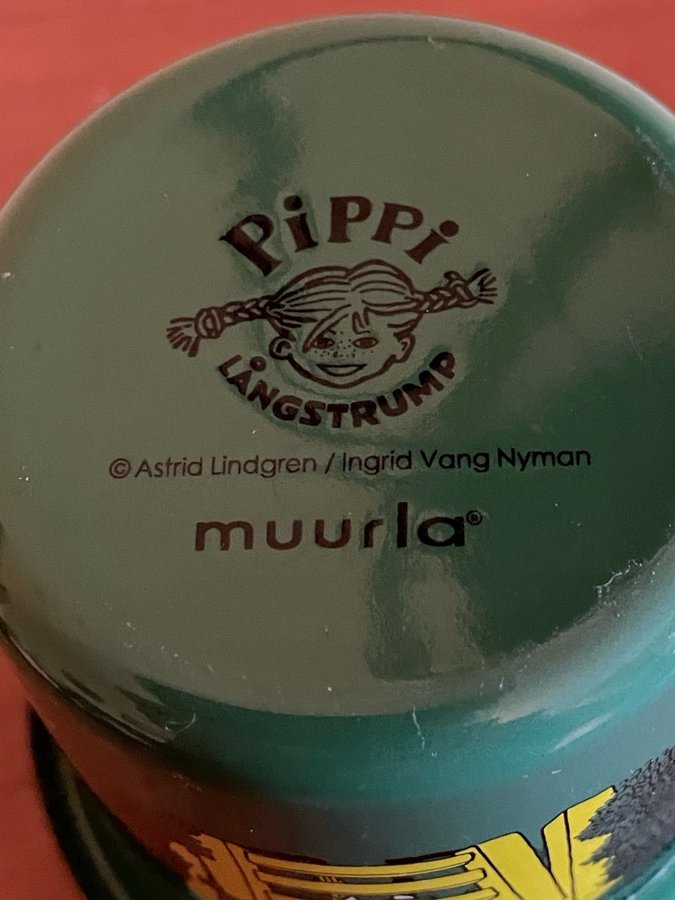 PiPPi
LÅNGSTRUMP
© Astrid Lindgren / Ingrid Vang Nyman
muurla®